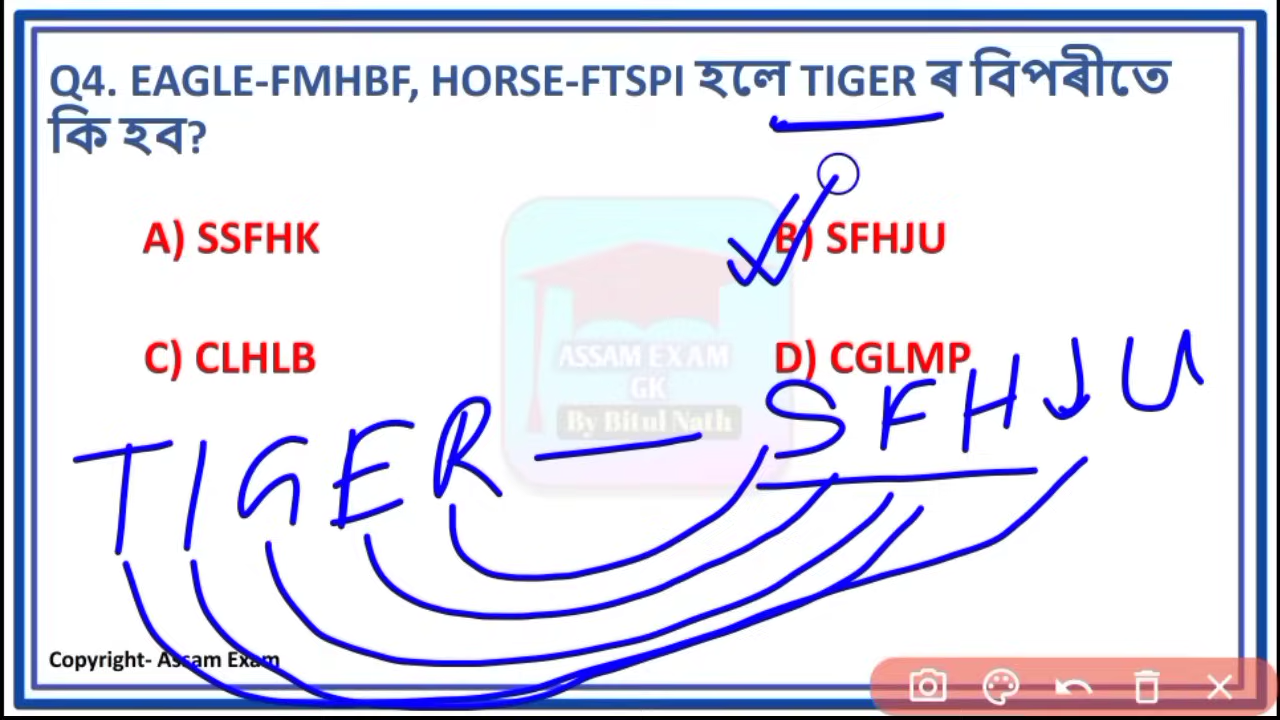 Q4. EAGLE-FMHBF, HORSE-FTSPI হলে TIGER ৰ বিপৰীতে
কি হব?
A) SSFHK
B) SFHJU
C) CLHLB
D) CGLMP
ASSAM EXAM
GK
By Bitul Nath
TIGER — SFHJU
Copyright- Assam Exam